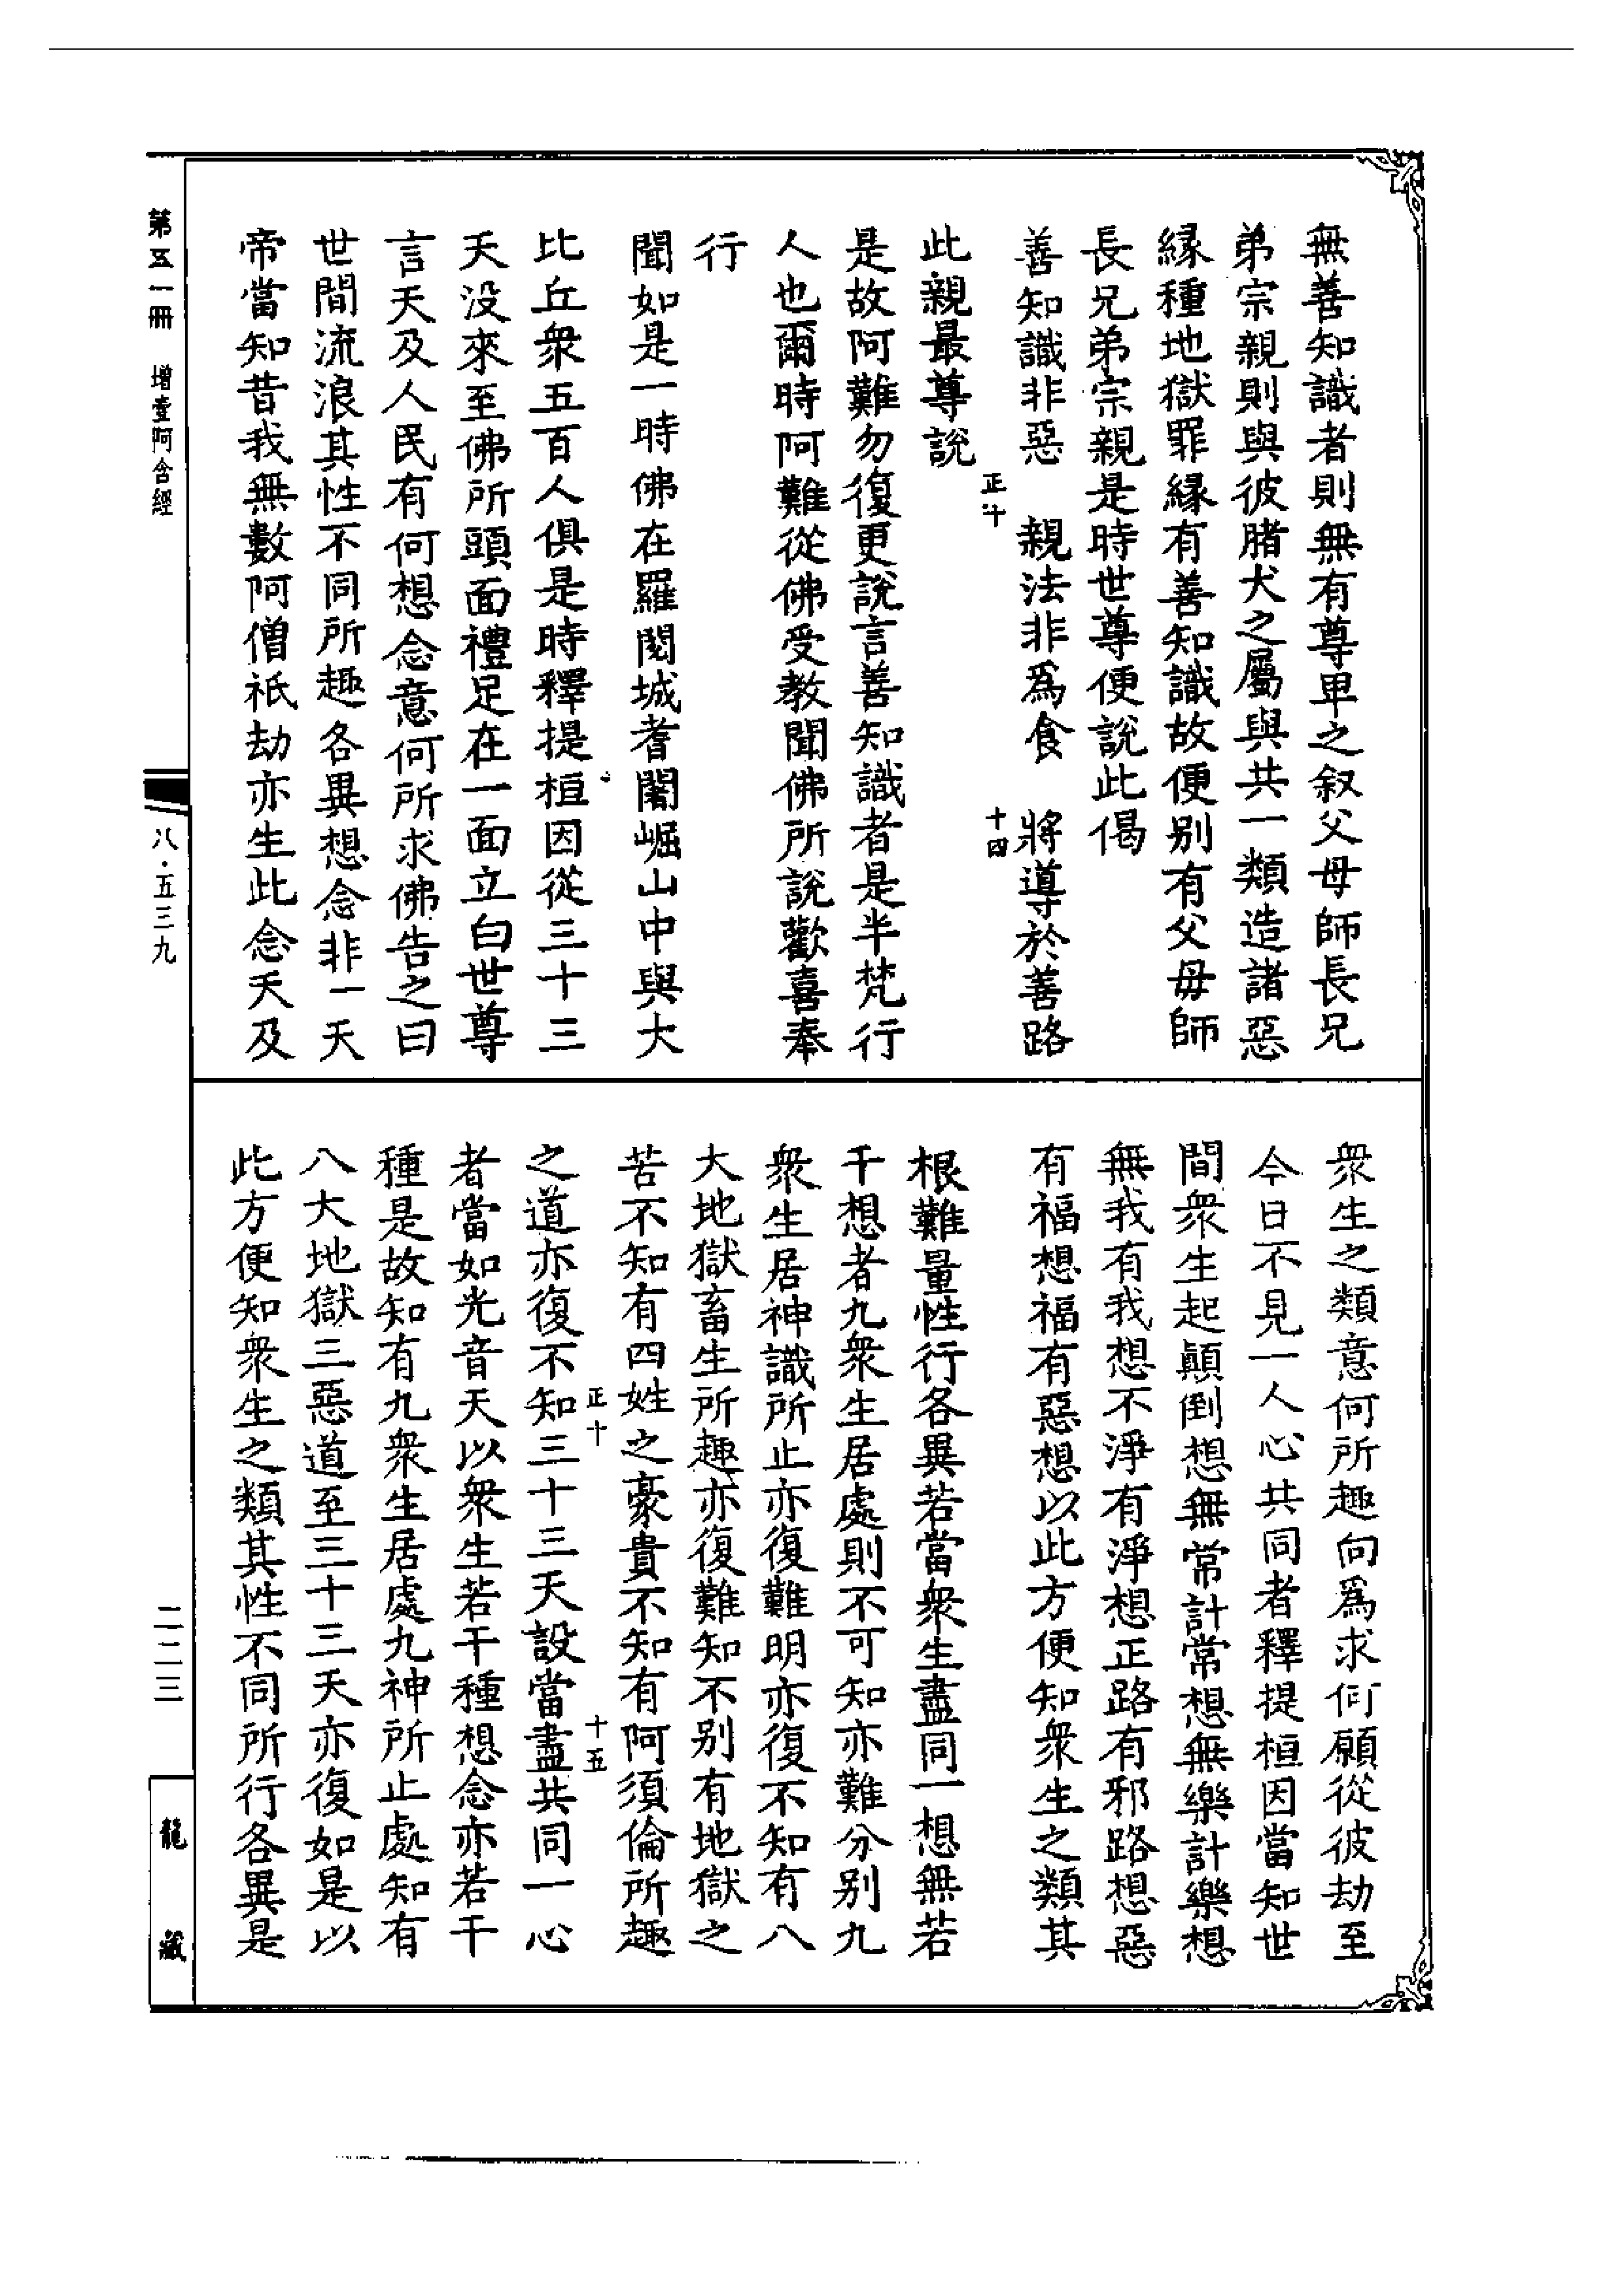 無善知識者則無有尊卑之叙父母師長兄
弟宗親則與彼賭犬之屬與共一類造諸惡
緣種地獄罪緣有善知識故便別有父母師
長兄弟宗親是時世尊便說此偈
善知識非惡　親法非為食　將導於善路
正十　十四
此親最尊說
是故阿難勿復更說言善知識者是半梵行
人也爾時阿難從佛受教聞佛所說歡喜奉
行
聞如是一時佛在羅閱城耆闍崛山中與大
比丘衆五百人俱是時釋提桓因從三十三
天没來至佛所頭面禮足在一面立白世尊
言天及人民有何想念意何所求佛告之曰
世間流浪其性不同所趣各異想念非一天
帝當知昔我無數阿僧祇劫亦生此念天及
衆生之類意何所趣向為求何願從彼劫至
今日不見一人心共同者釋提桓因當知世
間衆生起顛倒想無常計常想無樂計樂想
無我有我想不淨有淨想正路有邪路想惡
有福想福有惡想以此方便知衆生之類其
根難量性行各異若當衆生盡同一想無若
干想者九衆生居處則不可知亦難分別九
衆生居神識所止亦復難明亦復不知有八
大地獄畜生所趣亦復難知不別有地獄之
苦不知有四姓之豪貴不知有阿須倫所趣
正十　十五
之道亦復不知三十三天設當盡共同一心
者當如光音天以衆生若干種想念亦若干
種是故知有九衆生居處九神所止處知有
八大地獄三惡道至三十三天亦復如是以
此方便知衆生之類其性不同所行各異是
第五一冊　增壹阿含經
八·五三九
二二三
龍藏